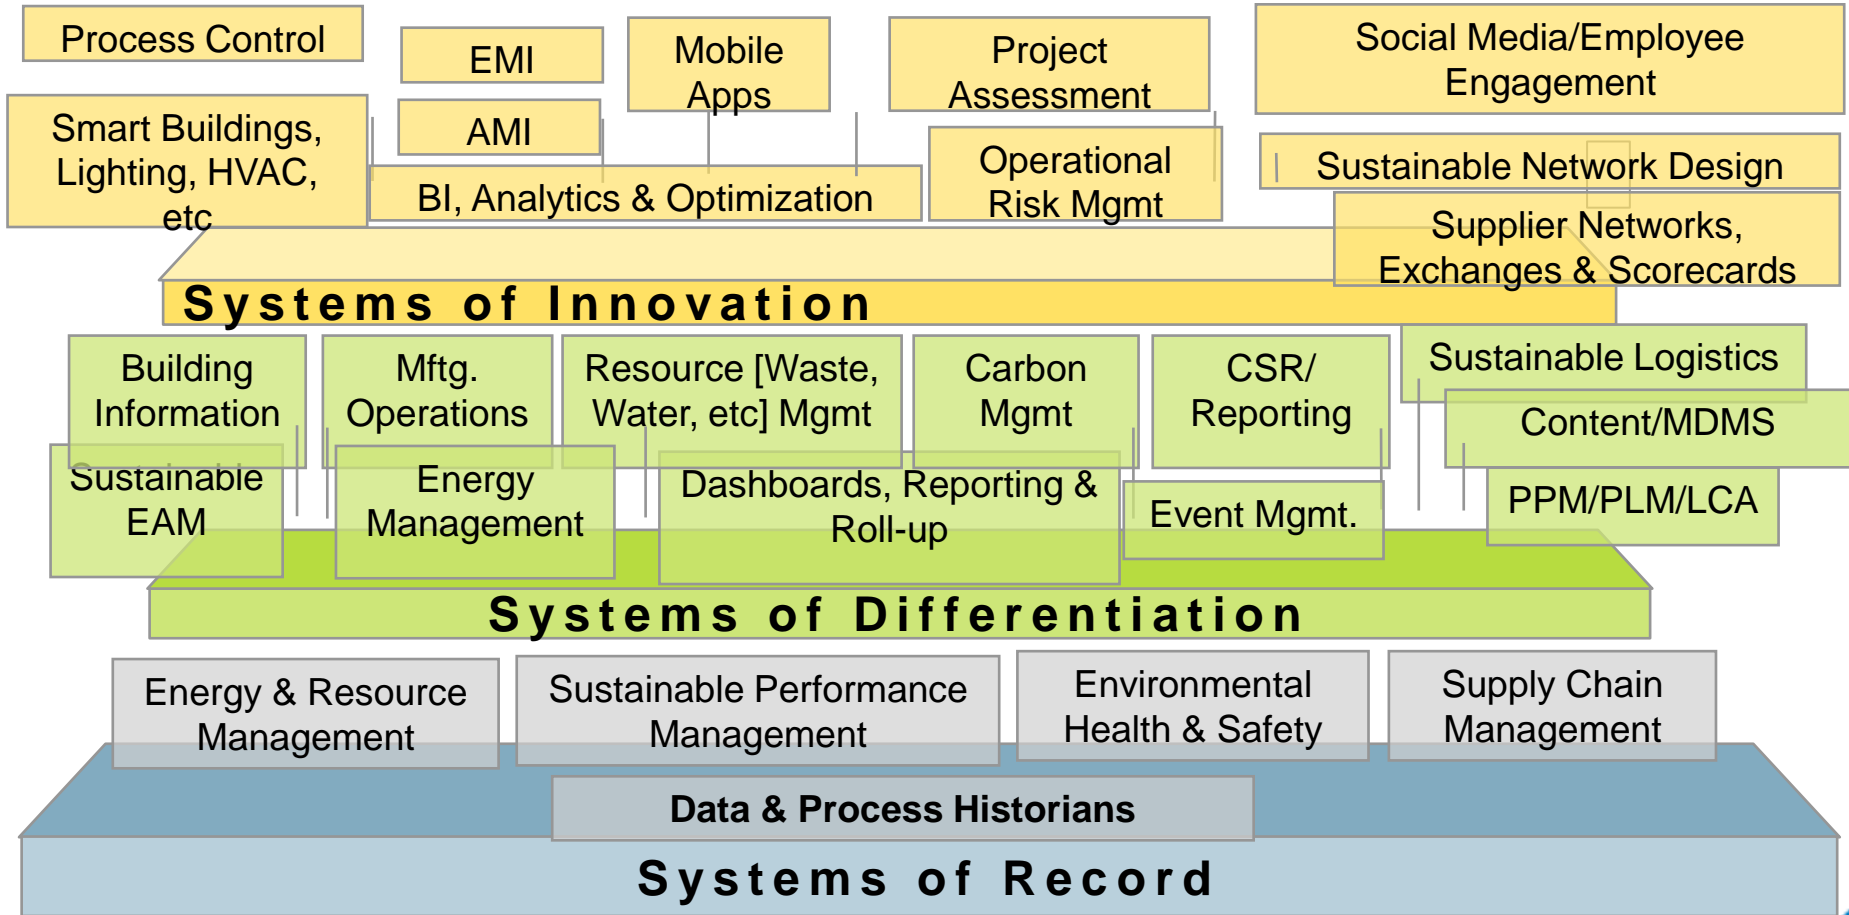 Process Control
EMI
Mobile
Apps
Project
Assessment
Social Media/Employee
Engagement
Smart Buildings,
Lighting, HVAC,
etc
AMI
BI, Analytics & Optimization
Operational
Risk Mgmt
Sustainable Network Design
Supplier Networks,
Exchanges & Scorecards
Systems of Innovation
Building
Information
Mftg.
Operations
Resource [Waste,
Water, etc] Mgmt
Carbon
Mgmt
CSR/
Reporting
Sustainable Logistics
Content/MDMS
Sustainable
EAM
Energy
Management
Dashboards, Reporting &
Roll-up
Event Mgmt.
PPM/PLM/LCA
Systems of Differentiation
Energy & Resource
Management
Sustainable Performance
Management
Environmental
Health & Safety
Supply Chain
Management
Data & Process Historians
Systems of Record